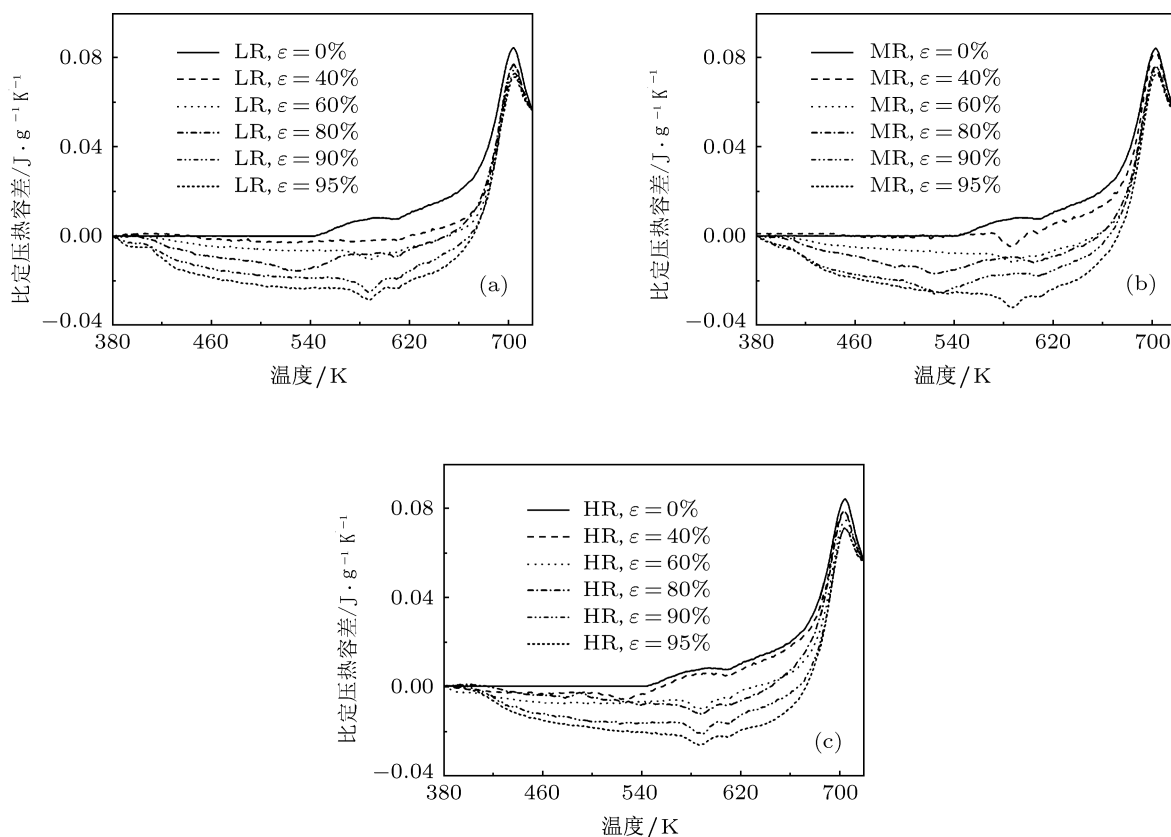 比定压热容差/J·g⁻¹K⁻¹
0.08
0.04
0.00
−0.04
LR, ε=0%
LR, ε=40%
LR, ε=60%
LR, ε=80%
LR, ε=90%
LR, ε=95%
(a)
380 460 540 620 700
温度/K
比定压热容差/J·g⁻¹K⁻¹
0.08
0.04
0.00
−0.04
MR, ε=0%
MR, ε=40%
MR, ε=60%
MR, ε=80%
MR, ε=90%
MR, ε=95%
(b)
380 460 540 620 700
温度/K
比定压热容差/J·g⁻¹K⁻¹
0.08
0.04
0.00
−0.04
HR, ε=0%
HR, ε=40%
HR, ε=60%
HR, ε=80%
HR, ε=90%
HR, ε=95%
(c)
380 460 540 620 700
温度/K